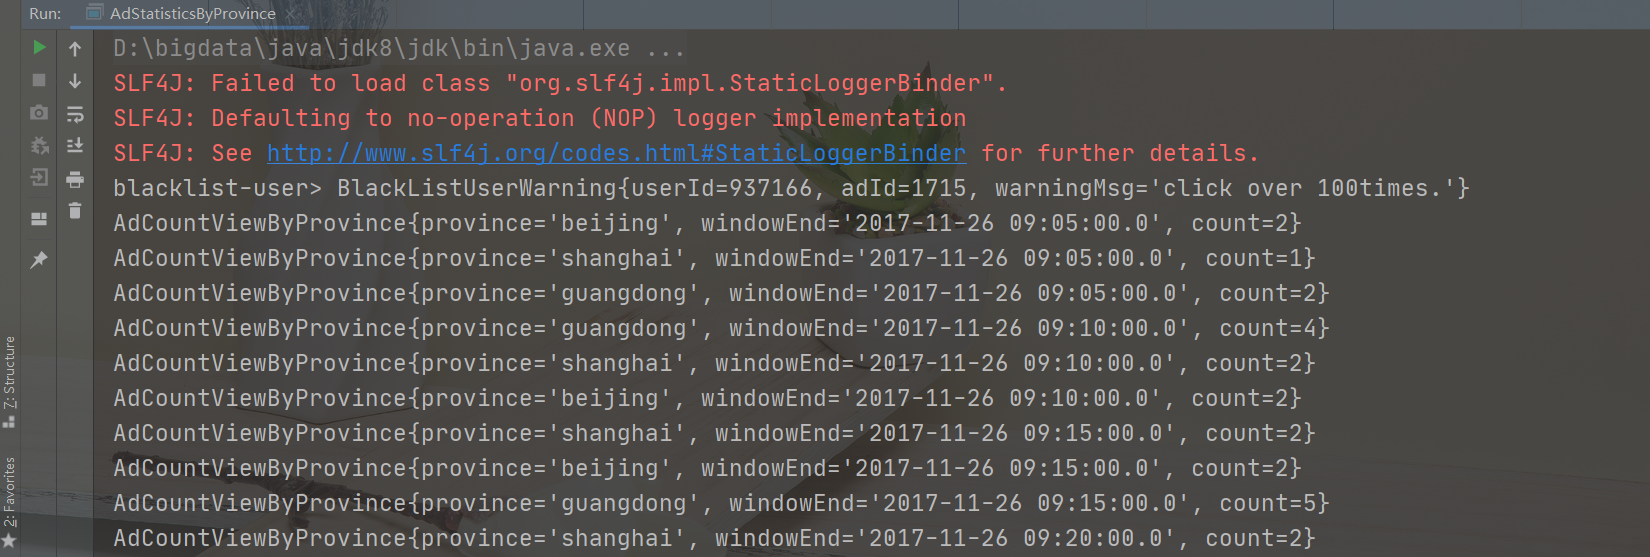 Run: AdStatisticsByProvince
D:\bigdata\java\jdk8\jdk\bin\java.exe ...
SLF4J: Failed to load class "org.slf4j.impl.StaticLoggerBinder".
SLF4J: Defaulting to no-operation (NOP) logger implementation
SLF4J: See http://www.slf4j.org/codes.html#StaticLoggerBinder for further details.
blacklist-user> BlackListUserWarning{userId=937166, adId=1715, warningMsg='click over 100times.'}
AdCountViewByProvince{province='beijing', windowEnd='2017-11-26 09:05:00.0', count=2}
AdCountViewByProvince{province='shanghai', windowEnd='2017-11-26 09:05:00.0', count=1}
AdCountViewByProvince{province='guangdong', windowEnd='2017-11-26 09:05:00.0', count=2}
AdCountViewByProvince{province='guangdong', windowEnd='2017-11-26 09:10:00.0', count=4}
AdCountViewByProvince{province='shanghai', windowEnd='2017-11-26 09:10:00.0', count=2}
AdCountViewByProvince{province='beijing', windowEnd='2017-11-26 09:10:00.0', count=2}
AdCountViewByProvince{province='shanghai', windowEnd='2017-11-26 09:15:00.0', count=2}
AdCountViewByProvince{province='beijing', windowEnd='2017-11-26 09:15:00.0', count=2}
AdCountViewByProvince{province='guangdong', windowEnd='2017-11-26 09:15:00.0', count=5}
AdCountViewByProvince{province='shanghai', windowEnd='2017-11-26 09:20:00.0', count=2}
7: Structure
2: Favorites